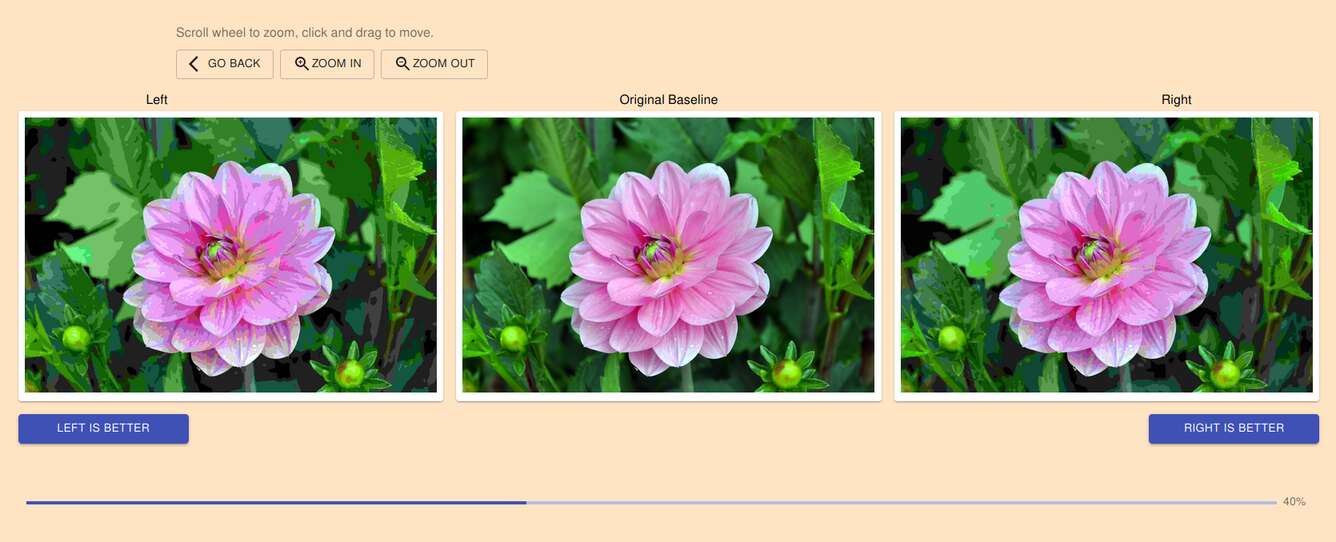 Scroll wheel to zoom, click and drag to move.
GO BACK
ZOOM IN
ZOOM OUT
Left
Original Baseline
Right
LEFT IS BETTER
RIGHT IS BETTER
40%